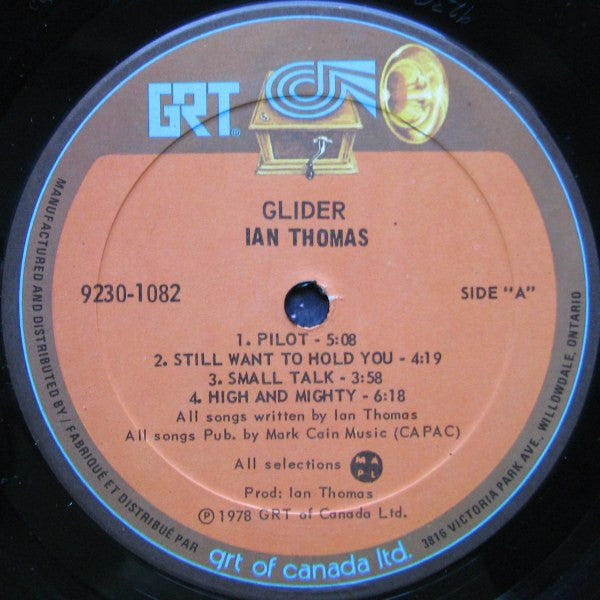 GRT®
GLIDER
IAN THOMAS
9230-1082
SIDE "A"
1. PILOT - 5:08
2. STILL WANT TO HOLD YOU - 4:19
3. SMALL TALK - 3:58
4. HIGH AND MIGHTY - 6:18
All songs written by Ian Thomas
All songs Pub. by Mark Cain Music (CAPAC)
All selections M A P L
Prod: Ian Thomas
℗ 1978 GRT of Canada Ltd.
MANUFACTURED AND DISTRIBUTED BY / FABRIQUÉ ET DISTRIBUÉ PAR
grt of canada ltd.
3816 VICTORIA PARK AVE., WILLOWDALE, ONTARIO